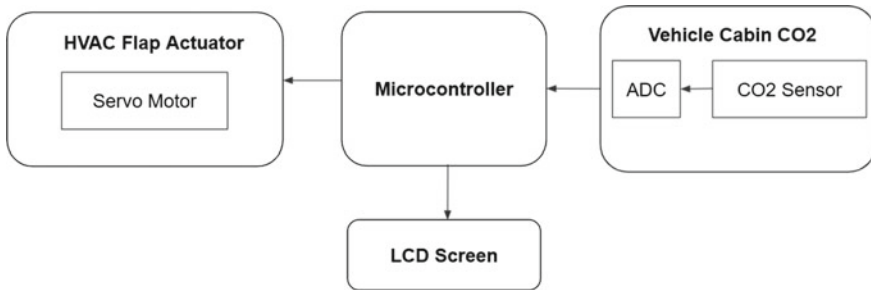 HVAC Flap Actuator
Servo Motor
Microcontroller
Vehicle Cabin CO2
ADC
CO2 Sensor
LCD Screen